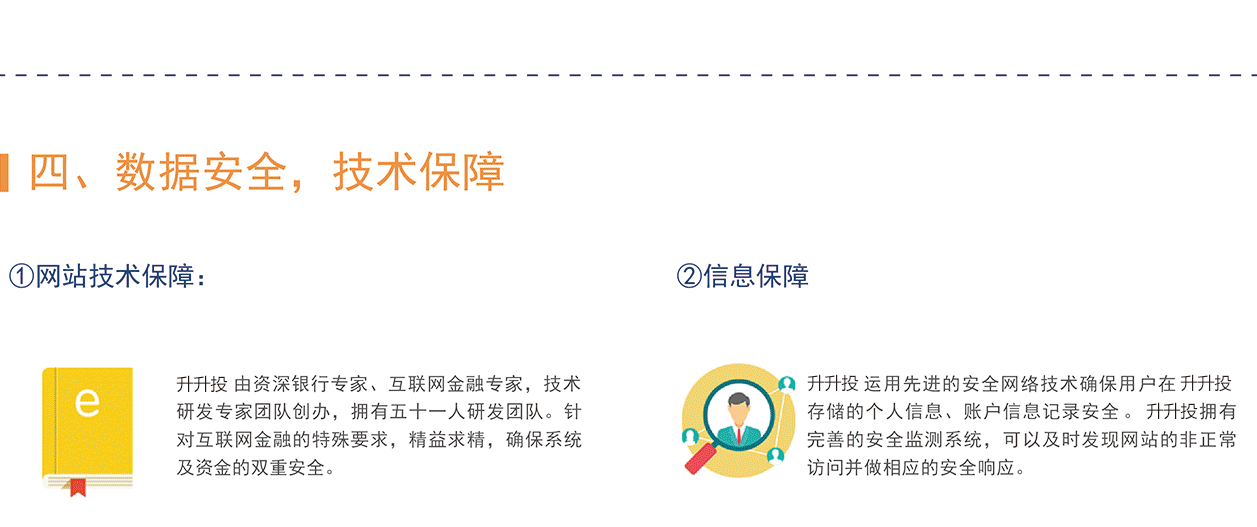 四、数据安全，技术保障
①网站技术保障：
②信息保障
e
升升投 由资深银行专家、互联网金融专家，技术
研发专家团队创办，拥有五十一人研发团队。针
对互联网金融的特殊要求，精益求精，确保系统
及资金的双重安全。
升升投 运用先进的安全网络技术确保用户在 升升投
存储的个人信息、账户信息记录安全 。 升升投拥有
完善的安全监测系统，可以及时发现网站的非正常
访问并做相应的安全响应。